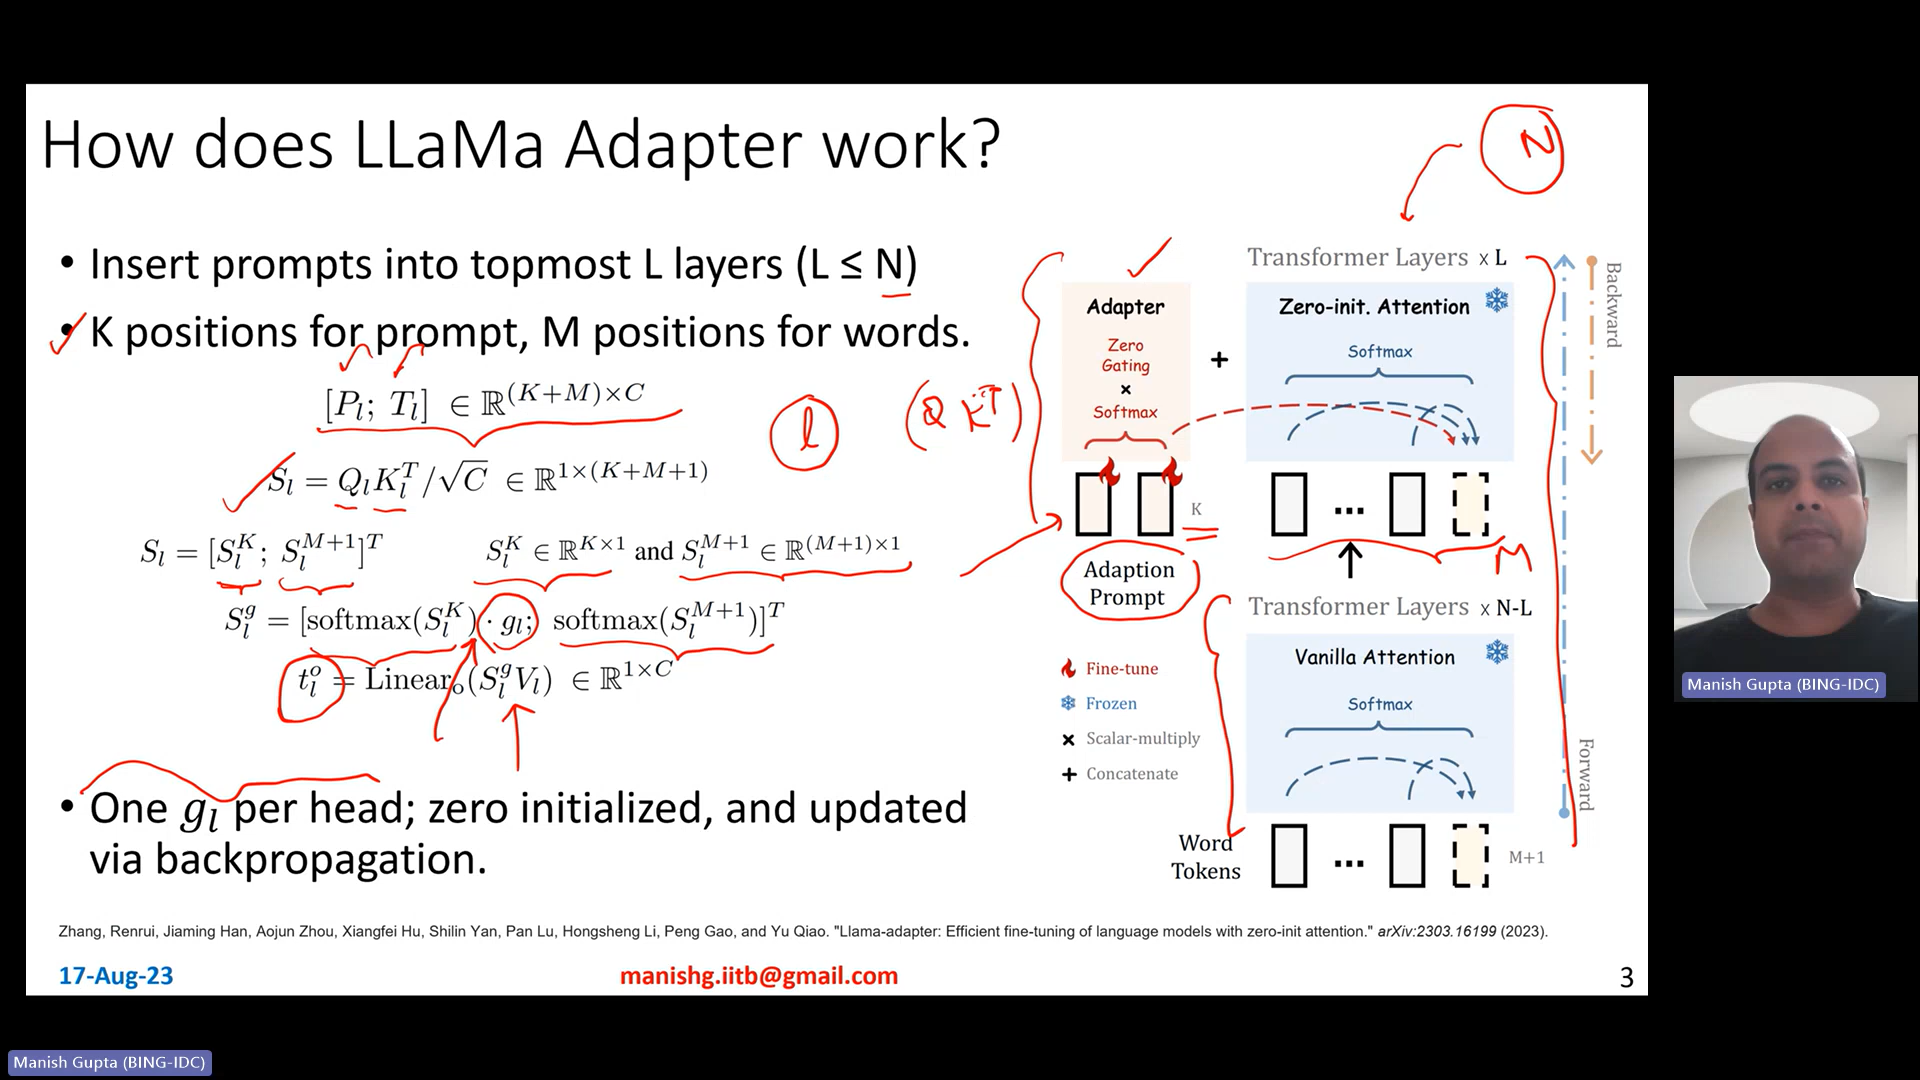 How does LLaMa Adapter work?
N
• Insert prompts into topmost L layers (L ≤ N)
• K positions for prompt, M positions for words.
[P_l; T_l] ∈ ℝ^{(K+M)×C}
l
(Q K^T)
S_l = Q_l K_l^T/√C ∈ ℝ^{1×(K+M+1)}
S_l = [S_l^K; S_l^{M+1}]^T   S_l^K ∈ ℝ^{K×1} and S_l^{M+1} ∈ ℝ^{(M+1)×1}
S_l^g = [softmax(S_l^K) · g_l; softmax(S_l^{M+1})]^T
t_l^o = Linear_o(S_l^g V_l) ∈ ℝ^{1×C}
• One g_l per head; zero initialized, and updated
via backpropagation.
Transformer Layers x L
Adapter
Zero
Gating
×
Softmax
+
Zero-init. Attention
Softmax
K
...
M
Adaption
Prompt
Transformer Layers x N-L
Vanilla Attention
Softmax
Fine-tune
Frozen
× Scalar-multiply
+ Concatenate
Word
Tokens
...
M+1
Backward
Forward
Zhang, Renrui, Jiaming Han, Aojun Zhou, Xiangfei Hu, Shilin Yan, Pan Lu, Hongsheng Li, Peng Gao, and Yu Qiao. "Llama-adapter: Efficient fine-tuning of language models with zero-init attention." arXiv:2303.16199 (2023).
17-Aug-23
manishg.iitb@gmail.com
3
Manish Gupta (BING-IDC)
Manish Gupta (BING-IDC)